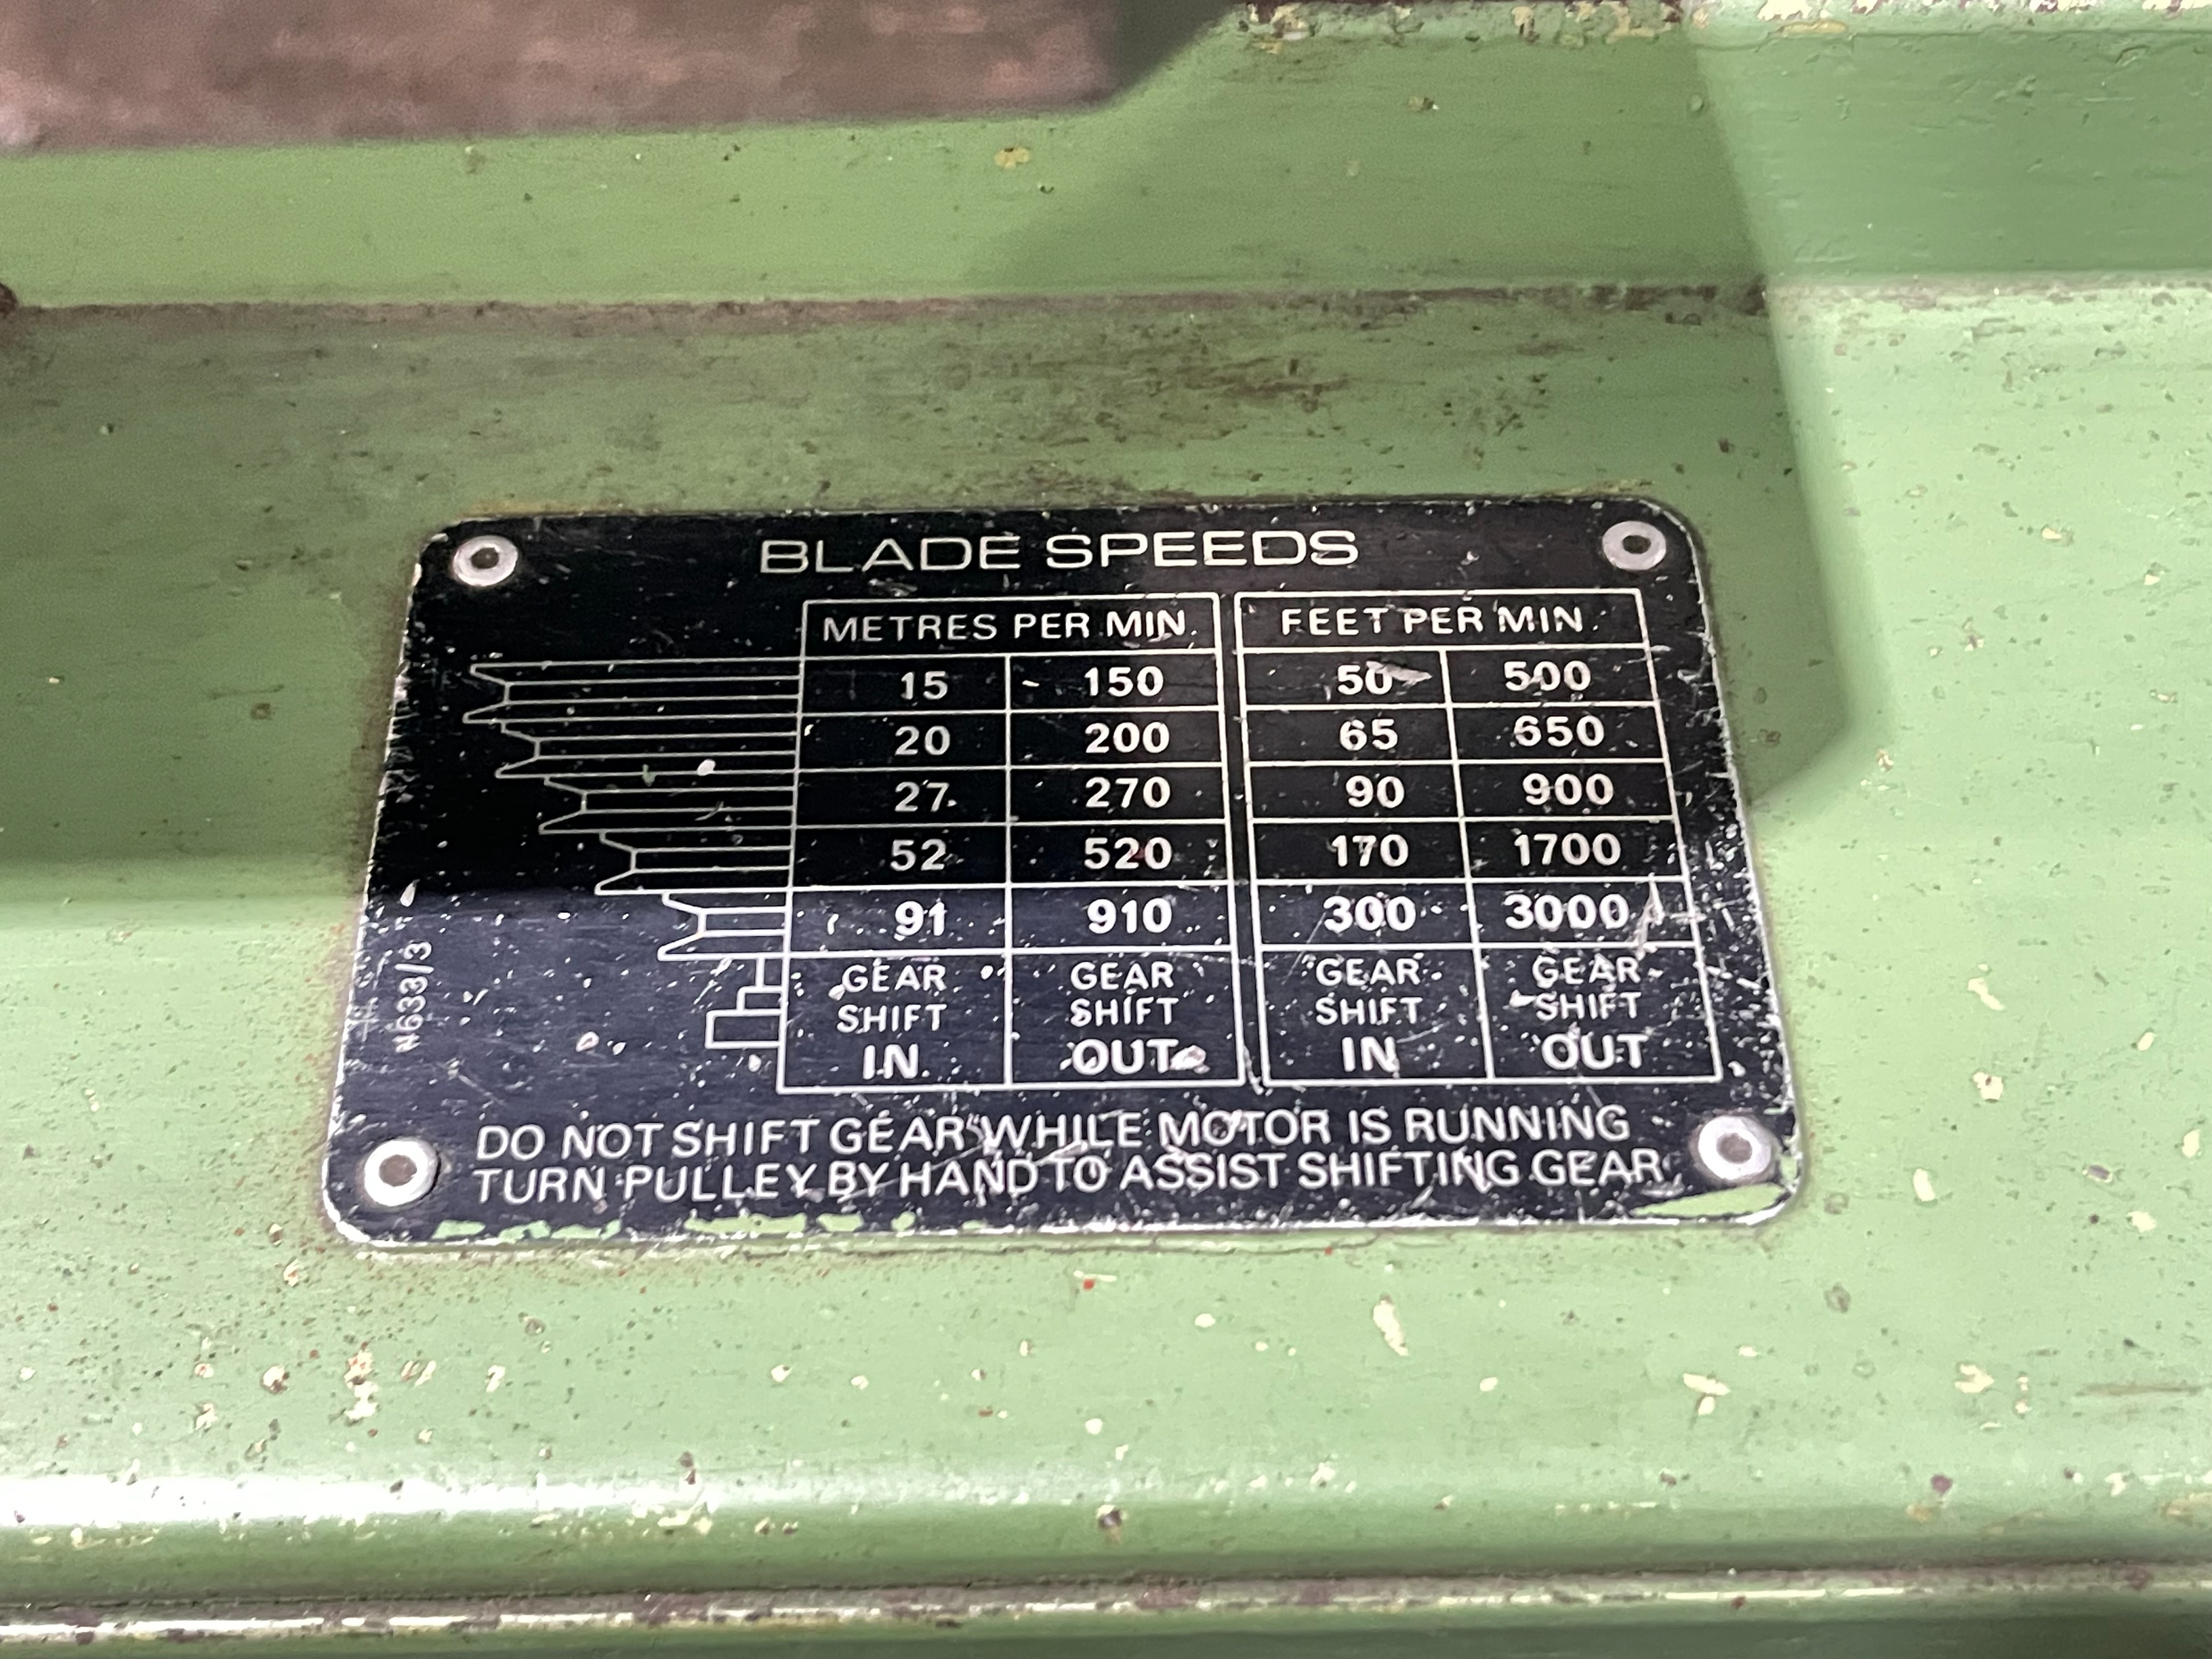 BLADE SPEEDS
METRES PER MIN. FEET PER MIN.
15 150 50 500
20 200 65 650
27 270 90 900
52 520 170 1700
91 910 300 3000
GEAR GEAR GEAR GEAR
SHIFT SHIFT SHIFT SHIFT
IN OUT IN OUT
DO NOT SHIFT GEAR WHILE MOTOR IS RUNNING
TURN PULLEY BY HAND TO ASSIST SHIFTING GEAR
N633/3